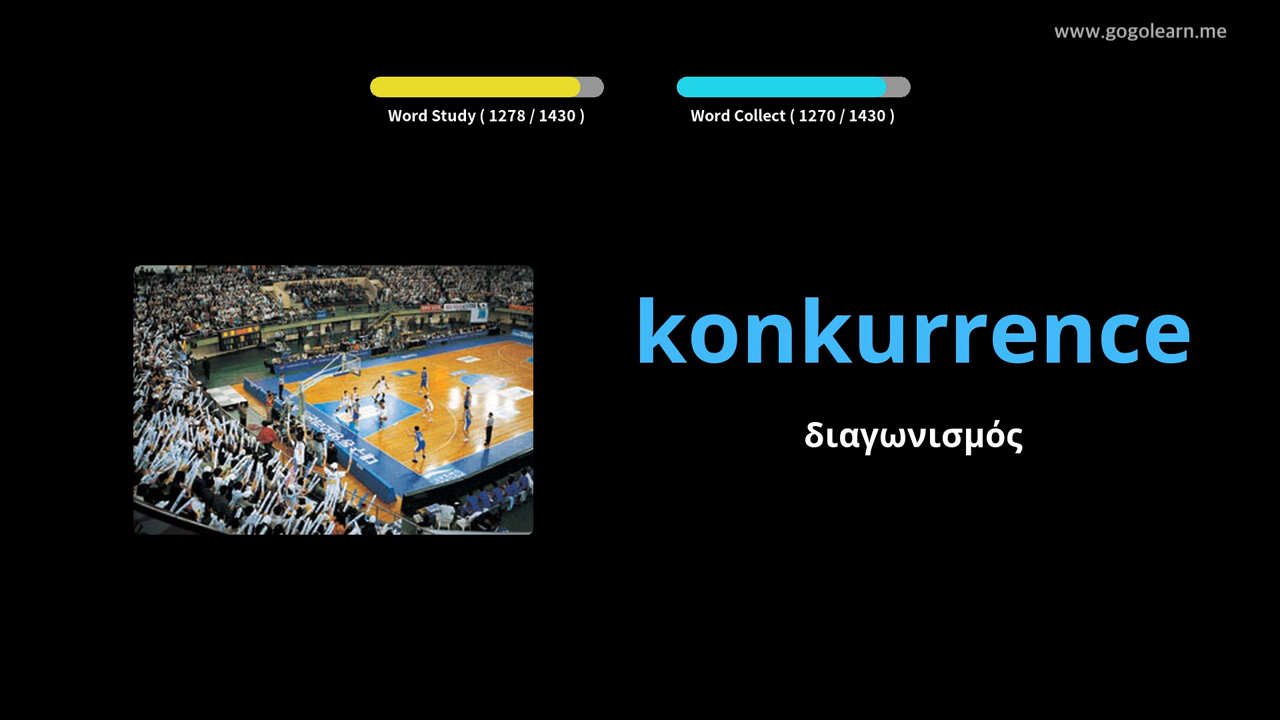 www.gogolearn.me
Word Study ( 1278 / 1430 )
Word Collect ( 1270 / 1430 )
konkurrence
διαγωνισμός